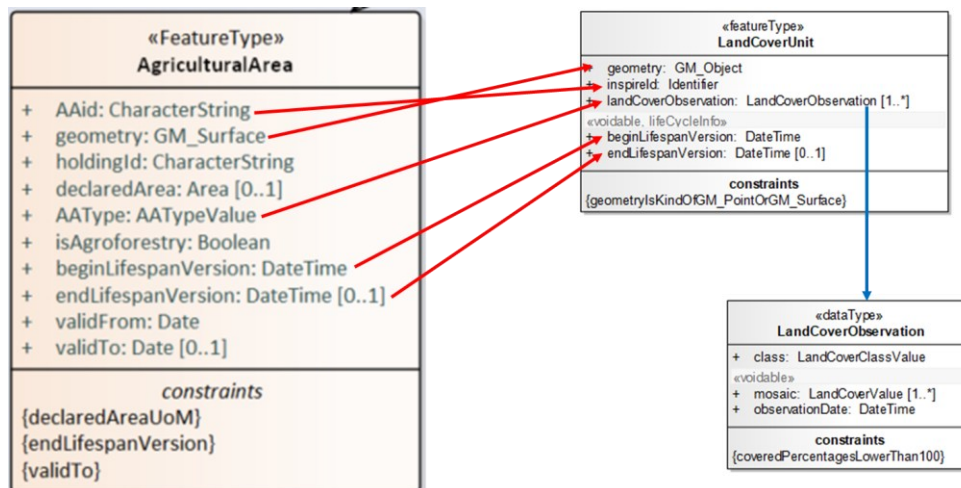 «FeatureType»
AgriculturalArea
+ AAid: CharacterString
+ geometry: GM_Surface
+ holdingId: CharacterString
+ declaredArea: Area [0..1]
+ AAType: AATypeValue
+ isAgroforestry: Boolean
+ beginLifespanVersion: DateTime
+ endLifespanVersion: DateTime [0..1]
+ validFrom: Date
+ validTo: Date [0..1]
constraints
{declaredAreaUoM}
{endLifespanVersion}
{validTo}
«featureType»
LandCoverUnit
+ geometry: GM_Object
+ inspireId: Identifier
+ landCoverObservation: LandCoverObservation [1..*]
«voidable, lifeCycleInfo»
+ beginLifespanVersion: DateTime
+ endLifespanVersion: DateTime [0..1]
constraints
{geometryIsKindOfGM_PointOrGM_Surface}
«dataType»
LandCoverObservation
+ class: LandCoverClassValue
«voidable»
+ mosaic: LandCoverValue [1..*]
+ observationDate: DateTime
constraints
{coveredPercentagesLowerThan100}